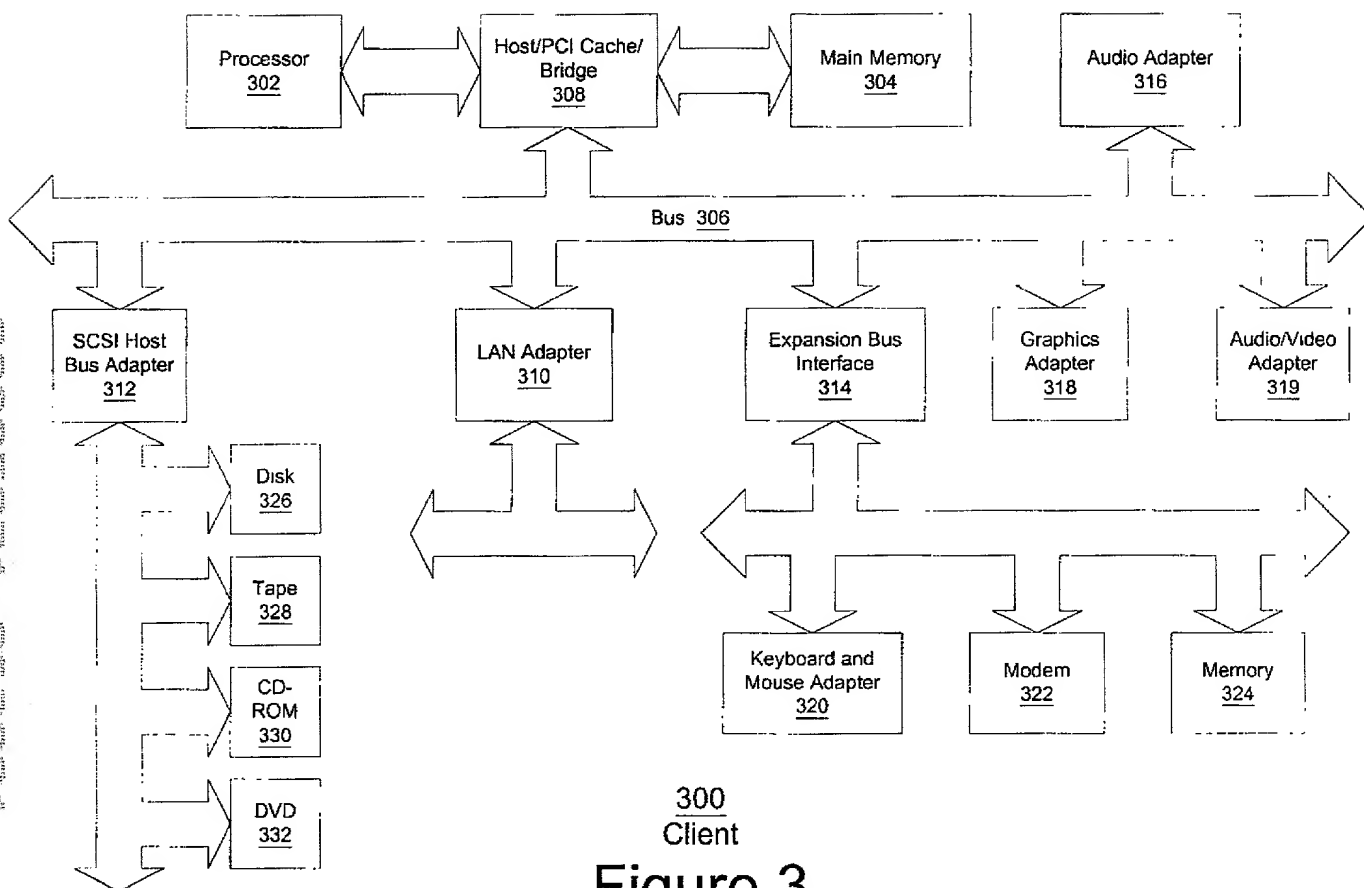 Processor
302
Host/PCI Cache/
Bridge
308
Main Memory
304
Audio Adapter
316
Bus 306
SCSI Host
Bus Adapter
312
LAN Adapter
310
Expansion Bus
Interface
314
Graphics
Adapter
318
Audio/Video
Adapter
319
Disk
326
Tape
328
CD-
ROM
330
DVD
332
Keyboard and
Mouse Adapter
320
Modem
322
Memory
324
300
Client
Figure 3